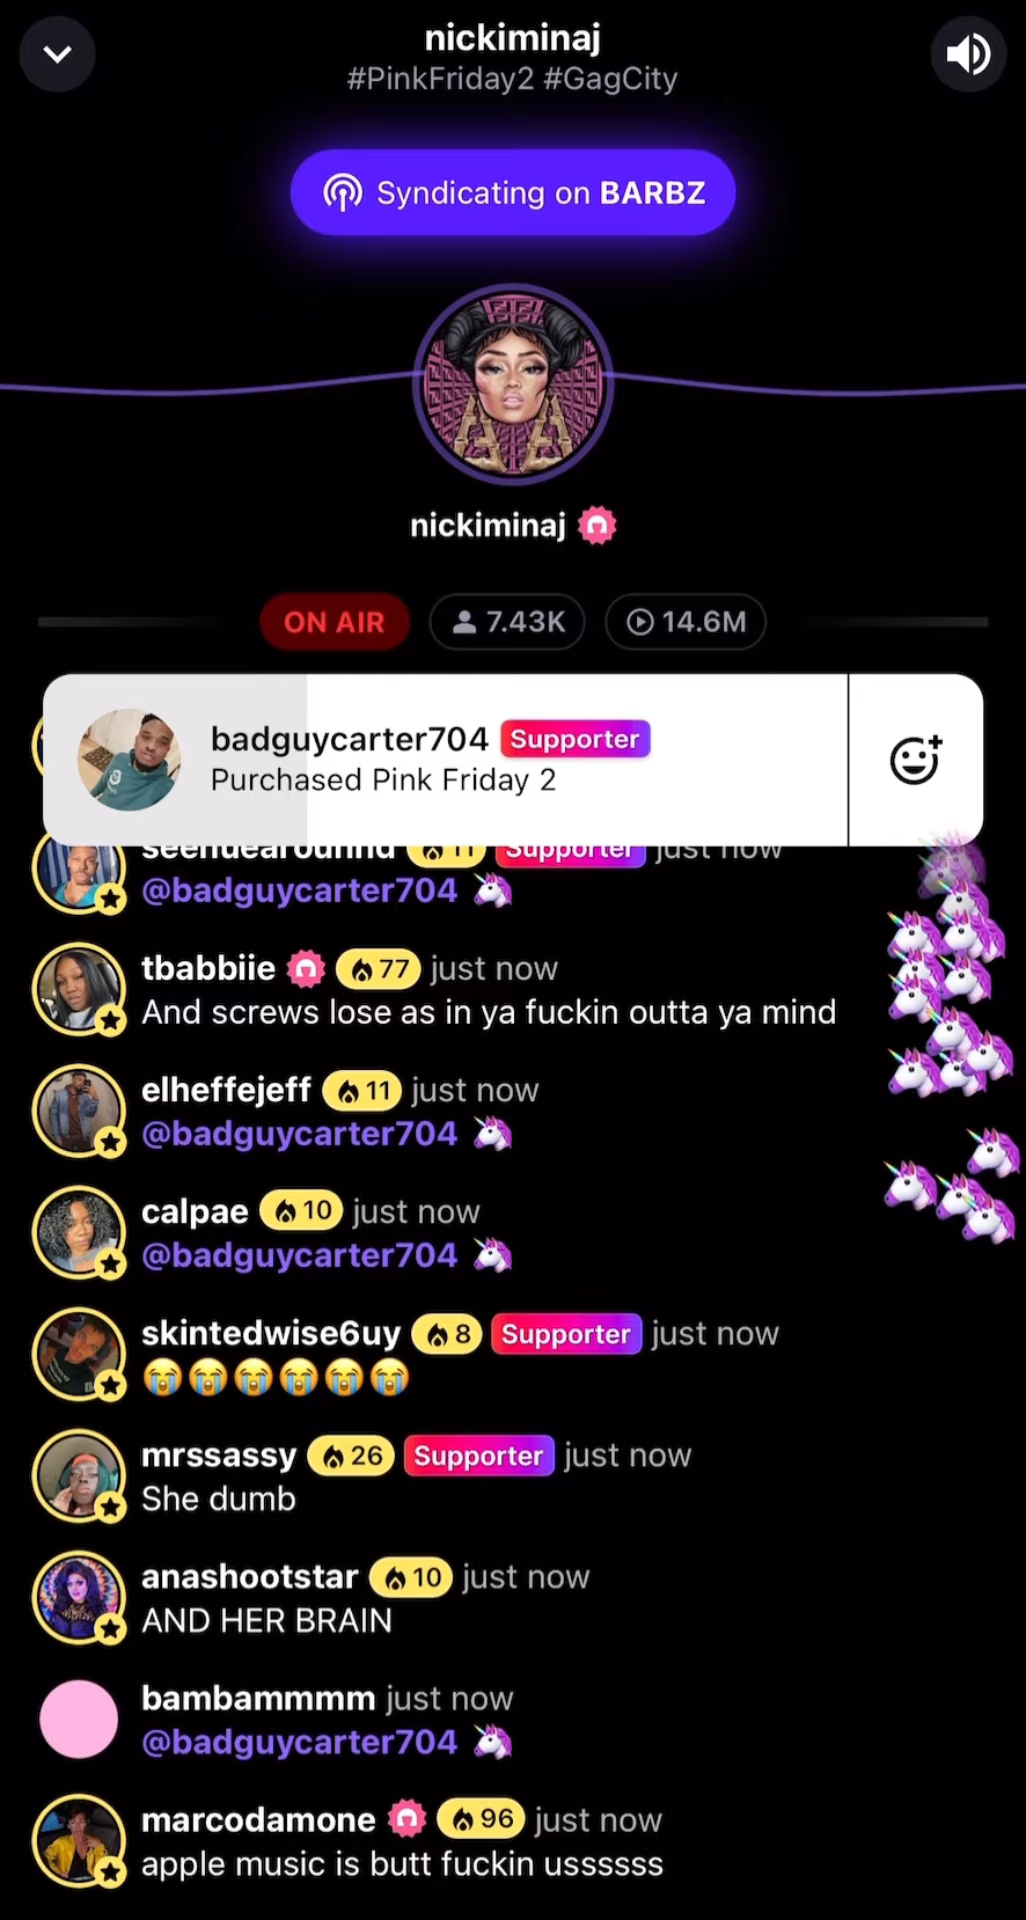 nickiminaj
#PinkFriday2 #GagCity
Syndicating on BARBZ
nickiminaj
ON AIR 7.43K 14.6M
badguycarter704 Supporter
Purchased Pink Friday 2
11 Supporter just now
@badguycarter704 🦄
tbabbiie 77 just now
And screws lose as in ya fuckin outta ya mind
elheffejeff 11 just now
@badguycarter704 🦄
calpae 10 just now
@badguycarter704 🦄
skintedwise6uy 8 Supporter just now
😭😭😭😭😭😭
mrssassy 26 Supporter just now
She dumb
anashootstar 10 just now
AND HER BRAIN
bambammmm just now
@badguycarter704 🦄
marcodamone 96 just now
apple music is butt fuckin ussssss